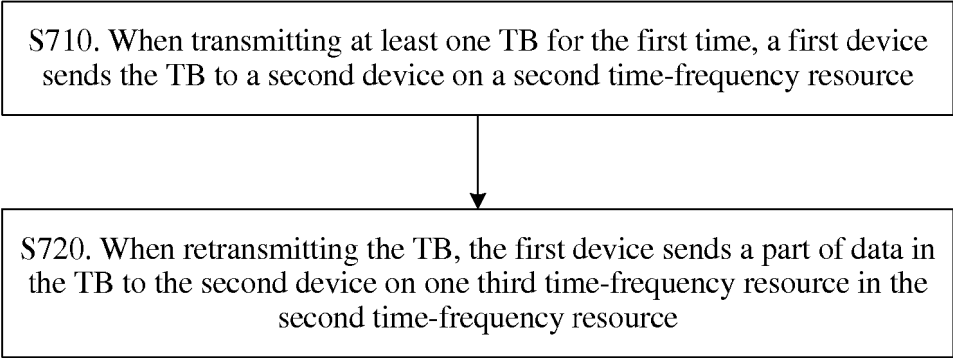 S710. When transmitting at least one TB for the first time, a first device
sends the TB to a second device on a second time-frequency resource
S720. When retransmitting the TB, the first device sends a part of data in
the TB to the second device on one third time-frequency resource in the
second time-frequency resource